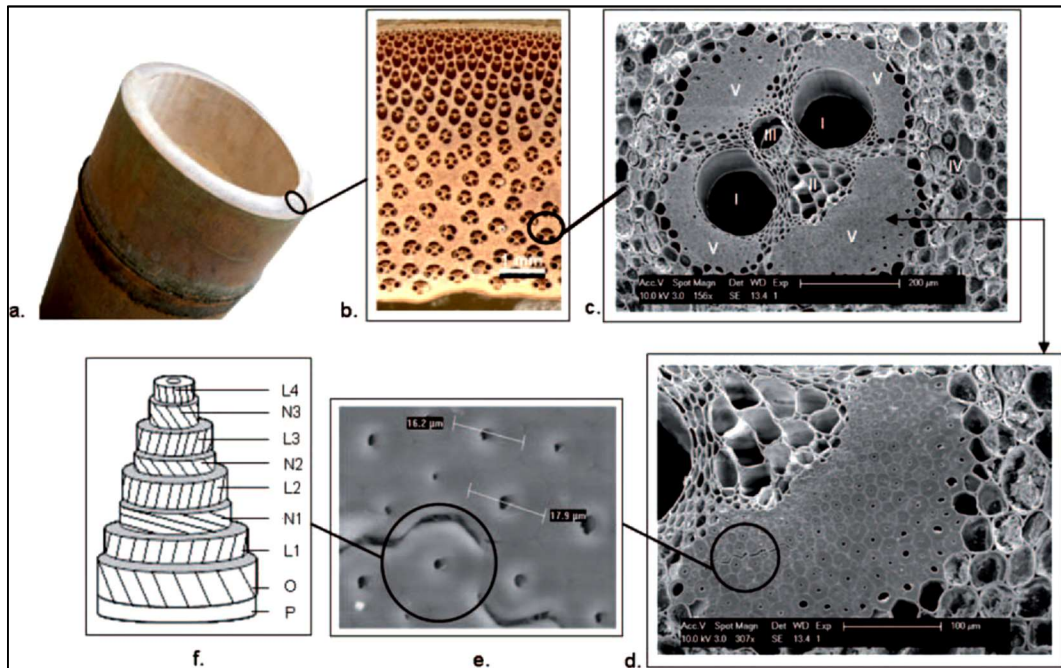 a.
b.
1 mm
c.
V
V
I
III
IV
II
I
V
V
Acc.V Spot Magn Det WD Exp
10.0 kV 3.0 156x SE 13.4 1
200 µm
L4
N3
L3
N2
L2
N1
L1
O
P
f.
16.2 µm
17.9 µm
e.
Acc.V Spot Magn Det WD Exp
10.0 kV 3.0 307x SE 13.4 1
100 µm
d.